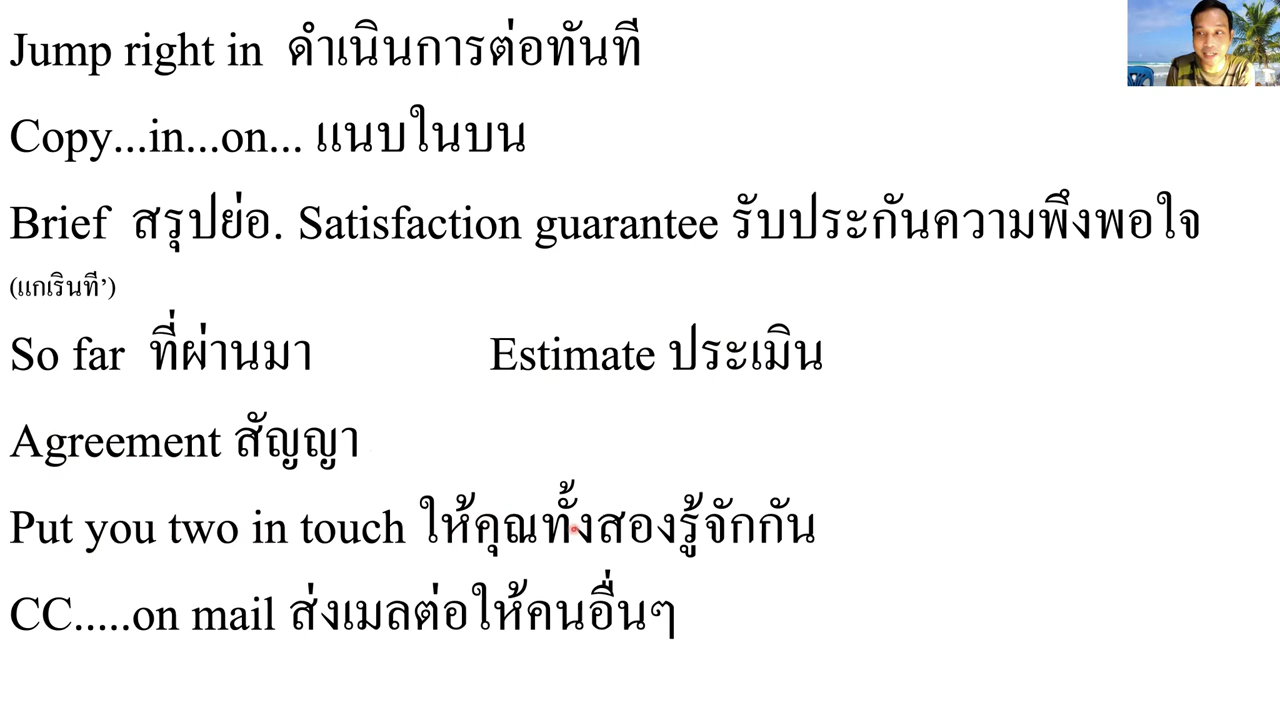 Jump right in ดำเนินการต่อทันที
Copy...in...on... แนบในบน
Brief สรุปย่อ. Satisfaction guarantee รับประกันความพึงพอใจ
(แกเรินที’)
So far ที่ผ่านมา Estimate ประเมิน
Agreement สัญญา
Put you two in touch ให้คุณทั้งสองรู้จักกัน
CC.....on mail ส่งเมลต่อให้คนอื่นๆ